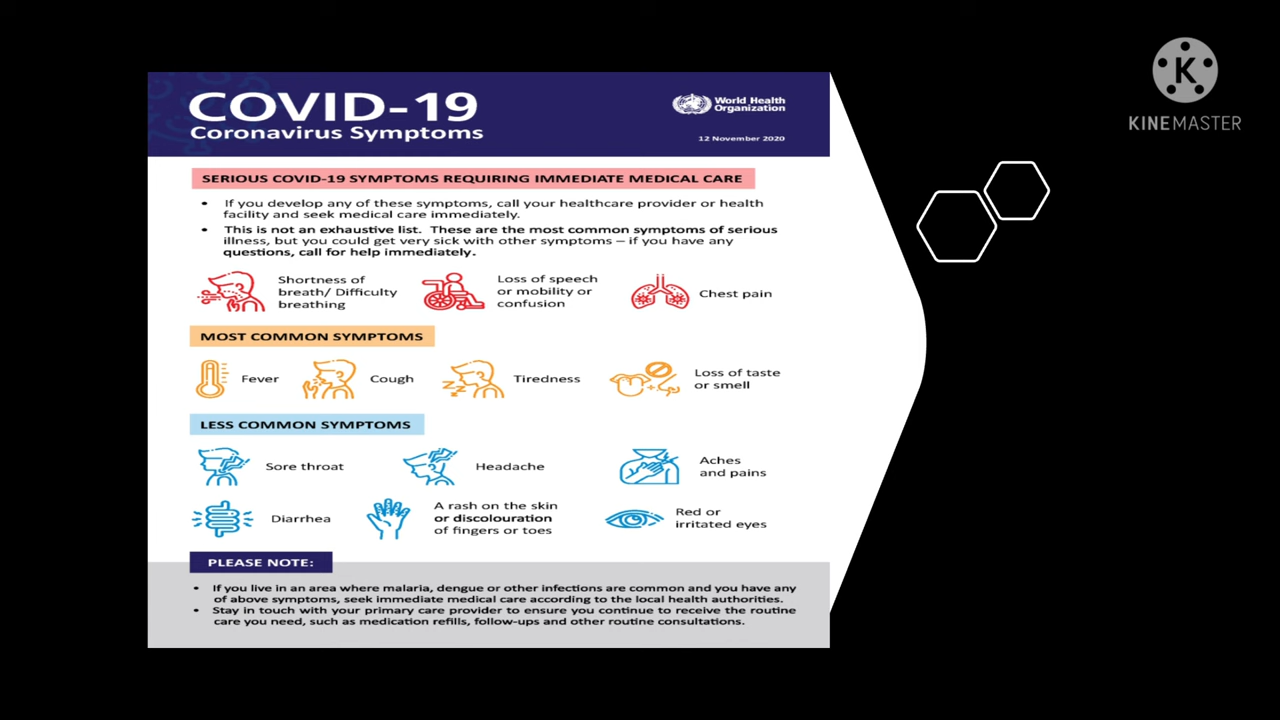 COVID-19
Coronavirus Symptoms
World Health
Organization
12 November 2020
K
KINEMASTER
SERIOUS COVID-19 SYMPTOMS REQUIRING IMMEDIATE MEDICAL CARE
• If you develop any of these symptoms, call your healthcare provider or health
facility and seek medical care immediately.
• This is not an exhaustive list. These are the most common symptoms of serious
illness, but you could get very sick with other symptoms – if you have any
questions, call for help immediately.
Shortness of
breath/ Difficulty
breathing
Loss of speech
or mobility or
confusion
Chest pain
MOST COMMON SYMPTOMS
Fever
Cough
Tiredness
Loss of taste
or smell
LESS COMMON SYMPTOMS
Sore throat
Headache
Aches
and pains
Diarrhea
A rash on the skin
or discolouration
of fingers or toes
Red or
irritated eyes
PLEASE NOTE:
• If you live in an area where malaria, dengue or other infections are common and you have any
of above symptoms, seek immediate medical care according to the local health authorities.
• Stay in touch with your primary care provider to ensure you continue to receive the routine
care you need, such as medication refills, follow-ups and other routine consultations.